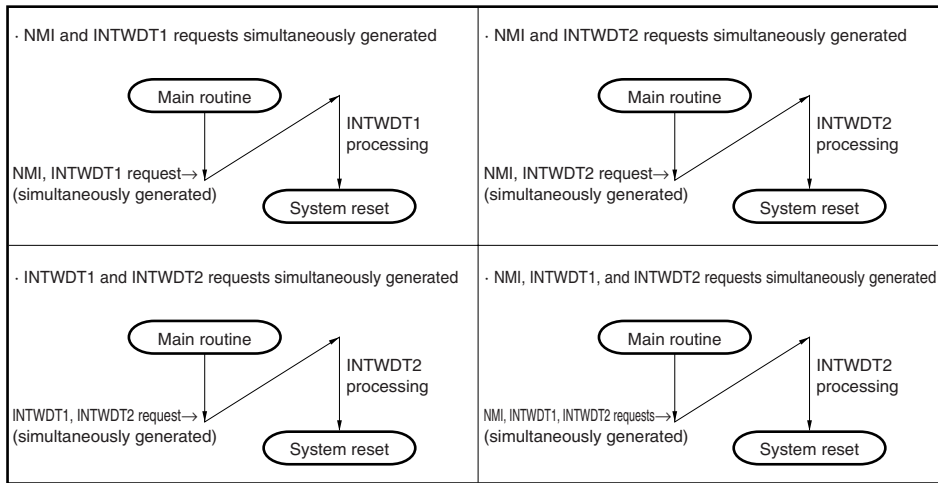 · NMI and INTWDT1 requests simultaneously generated
Main routine
INTWDT1
processing
NMI, INTWDT1 request→
(simultaneously generated)
System reset
· NMI and INTWDT2 requests simultaneously generated
Main routine
INTWDT2
processing
NMI, INTWDT2 request→
(simultaneously generated)
System reset
· INTWDT1 and INTWDT2 requests simultaneously generated
Main routine
INTWDT2
processing
INTWDT1, INTWDT2 request→
(simultaneously generated)
System reset
· NMI, INTWDT1, and INTWDT2 requests simultaneously generated
Main routine
INTWDT2
processing
NMI, INTWDT1, INTWDT2 requests→
(simultaneously generated)
System reset